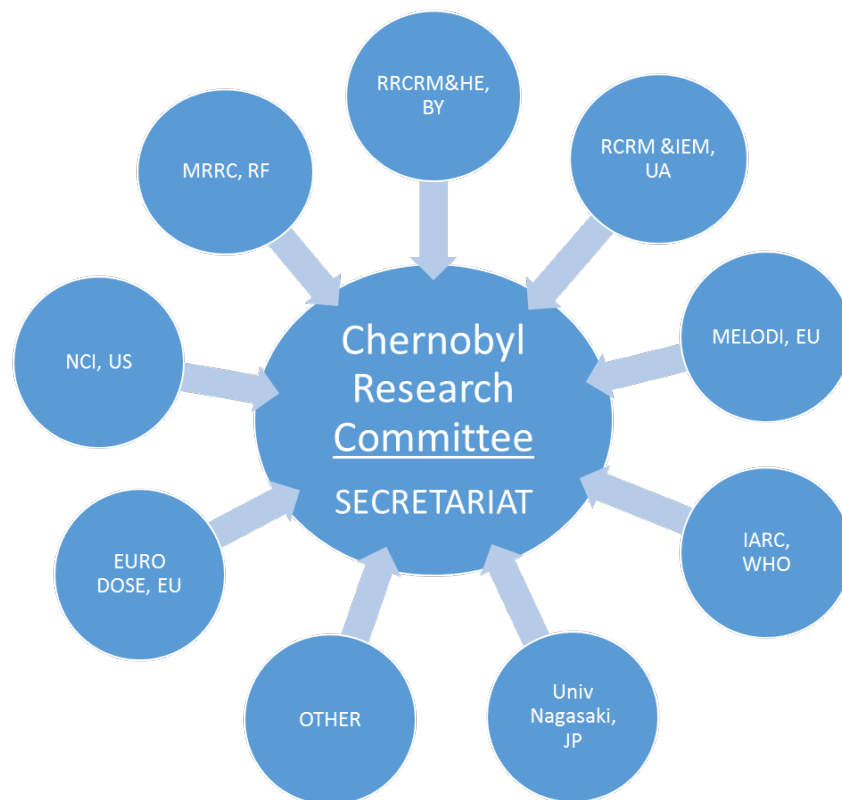 RRCRM&HE,
BY
RCRM &IEM,
UA
MRRC, RF
MELODI, EU
NCI, US
Chernobyl
Research
Committee
SECRETARIAT
IARC,
WHO
EURO
DOSE, EU
Univ
Nagasaki,
JP
OTHER